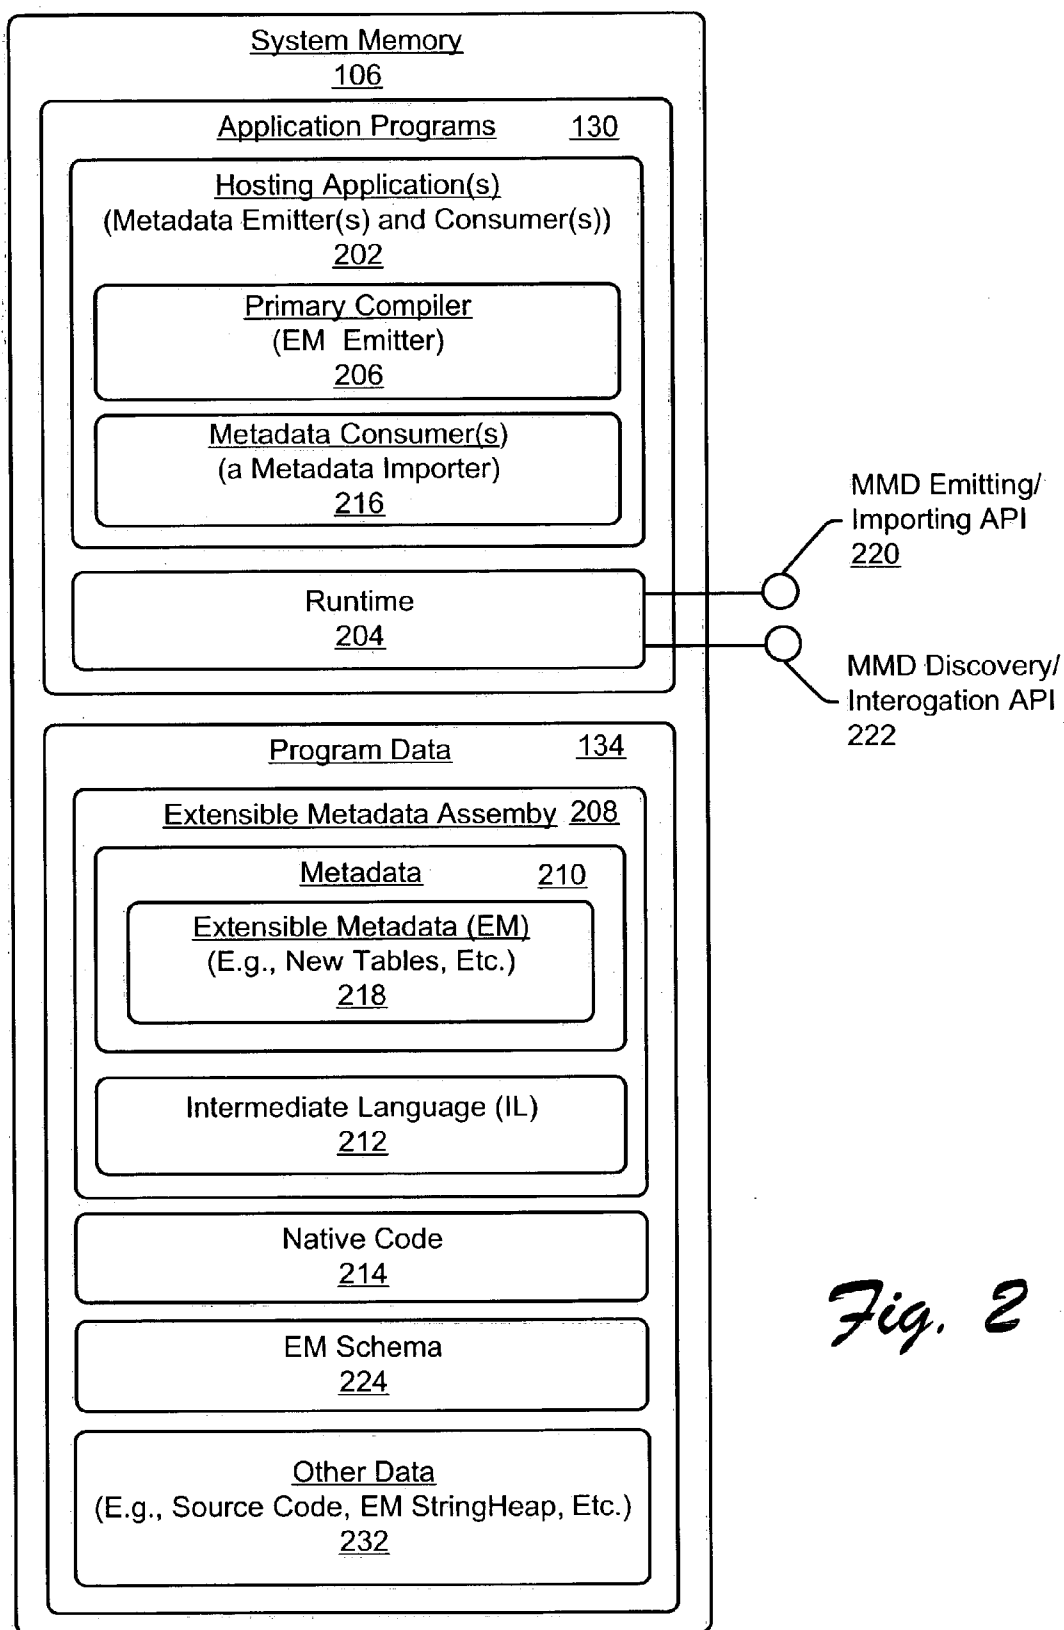 System Memory
106
Application Programs 130
Hosting Application(s)
(Metadata Emitter(s) and Consumer(s))
202
Primary Compiler
(EM Emitter)
206
Metadata Consumer(s)
(a Metadata Importer)
216
Runtime
204
MMD Emitting/
Importing API
220
MMD Discovery/
Interogation API
222
Program Data 134
Extensible Metadata Assemby 208
Metadata 210
Extensible Metadata (EM)
(E.g., New Tables, Etc.)
218
Intermediate Language (IL)
212
Native Code
214
EM Schema
224
Other Data
(E.g., Source Code, EM StringHeap, Etc.)
232
Fig. 2